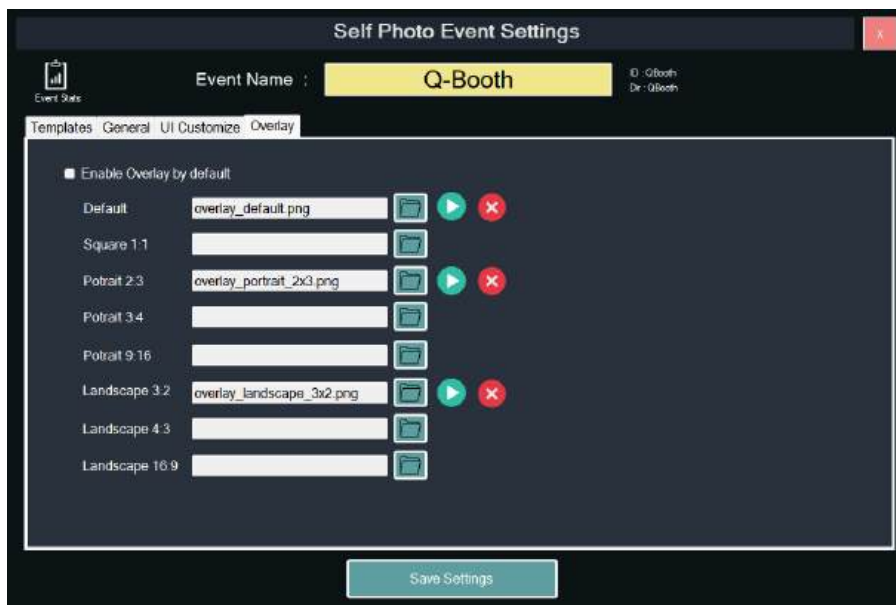 Self Photo Event Settings
x
Event Stats
Event Name :
Q-Booth
ID : QBooth
Dir : QBooth
Templates General UI Customize Overlay
Enable Overlay by default
Default overlay_default.png
Square 1:1
Potrait 2:3 overlay_portrait_2x3.png
Potrait 3:4
Potrait 9:16
Landscape 3:2 overlay_landscape_3x2.png
Landscape 4:3
Landscape 16:9
Save Settings